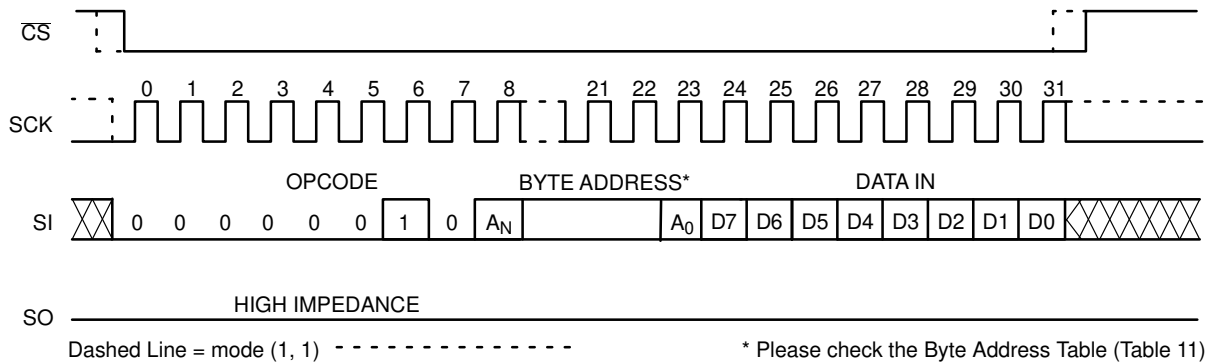 CS
0 1 2 3 4 5 6 7 8 21 22 23 24 25 26 27 28 29 30 31
SCK
OPCODE BYTE ADDRESS* DATA IN
SI 0 0 0 0 0 0 1 0 AN A0 D7 D6 D5 D4 D3 D2 D1 D0
HIGH IMPEDANCE
SO
Dashed Line = mode (1, 1) * Please check the Byte Address Table (Table 11)